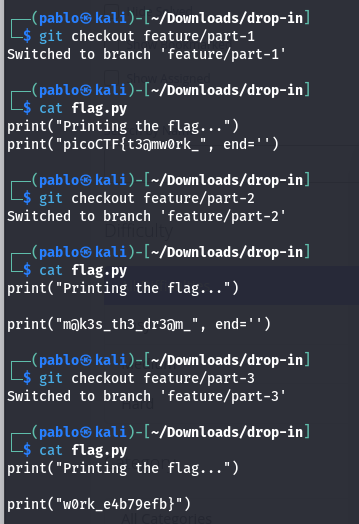 ┌──(pablo㉿kali)-[~/Downloads/drop-in]
└─$ git checkout feature/part-1
Switched to branch 'feature/part-1'
┌──(pablo㉿kali)-[~/Downloads/drop-in]
└─$ cat flag.py
print("Printing the flag...")
print("picoCTF{t3@mw0rk_", end='')
┌──(pablo㉿kali)-[~/Downloads/drop-in]
└─$ git checkout feature/part-2
Switched to branch 'feature/part-2'
┌──(pablo㉿kali)-[~/Downloads/drop-in]
└─$ cat flag.py
print("Printing the flag...")
print("m@k3s_th3_dr3@m_", end='')
┌──(pablo㉿kali)-[~/Downloads/drop-in]
└─$ git checkout feature/part-3
Switched to branch 'feature/part-3'
┌──(pablo㉿kali)-[~/Downloads/drop-in]
└─$ cat flag.py
print("Printing the flag...")
print("w0rk_e4b79efb}")